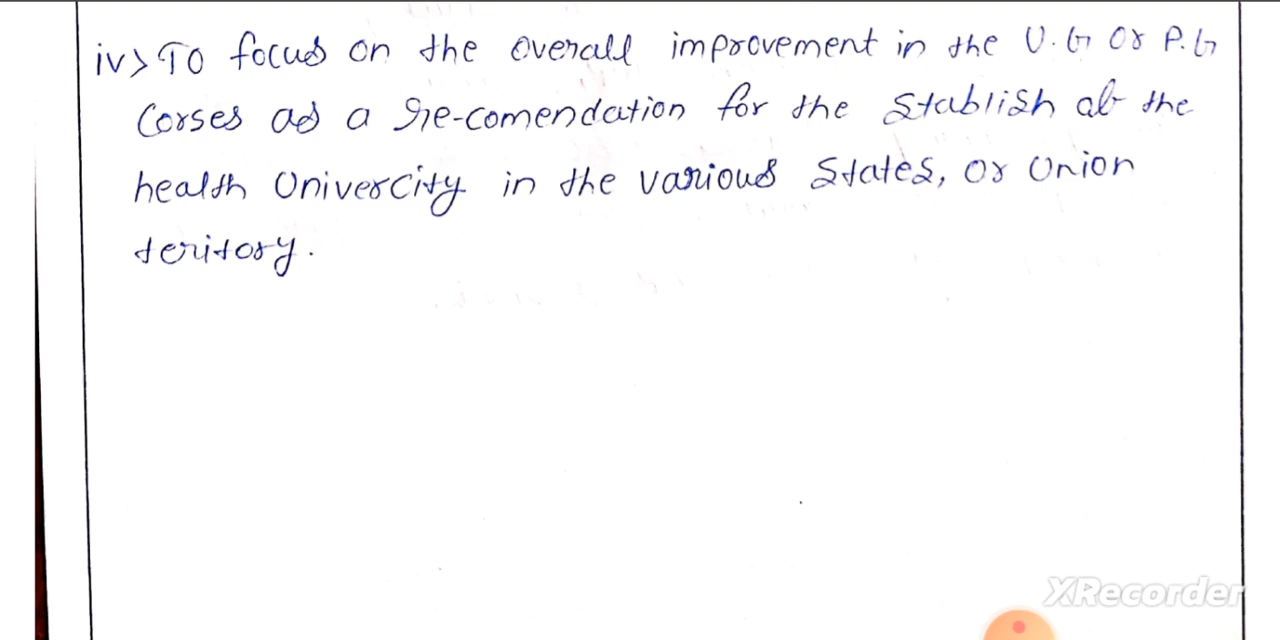 iv> To focus on the overall improvement in the U.G or P.G
Corses as a re-comendation for the Stablish of the
health Univercity in the various States, or Union
teritory.
XRecorder